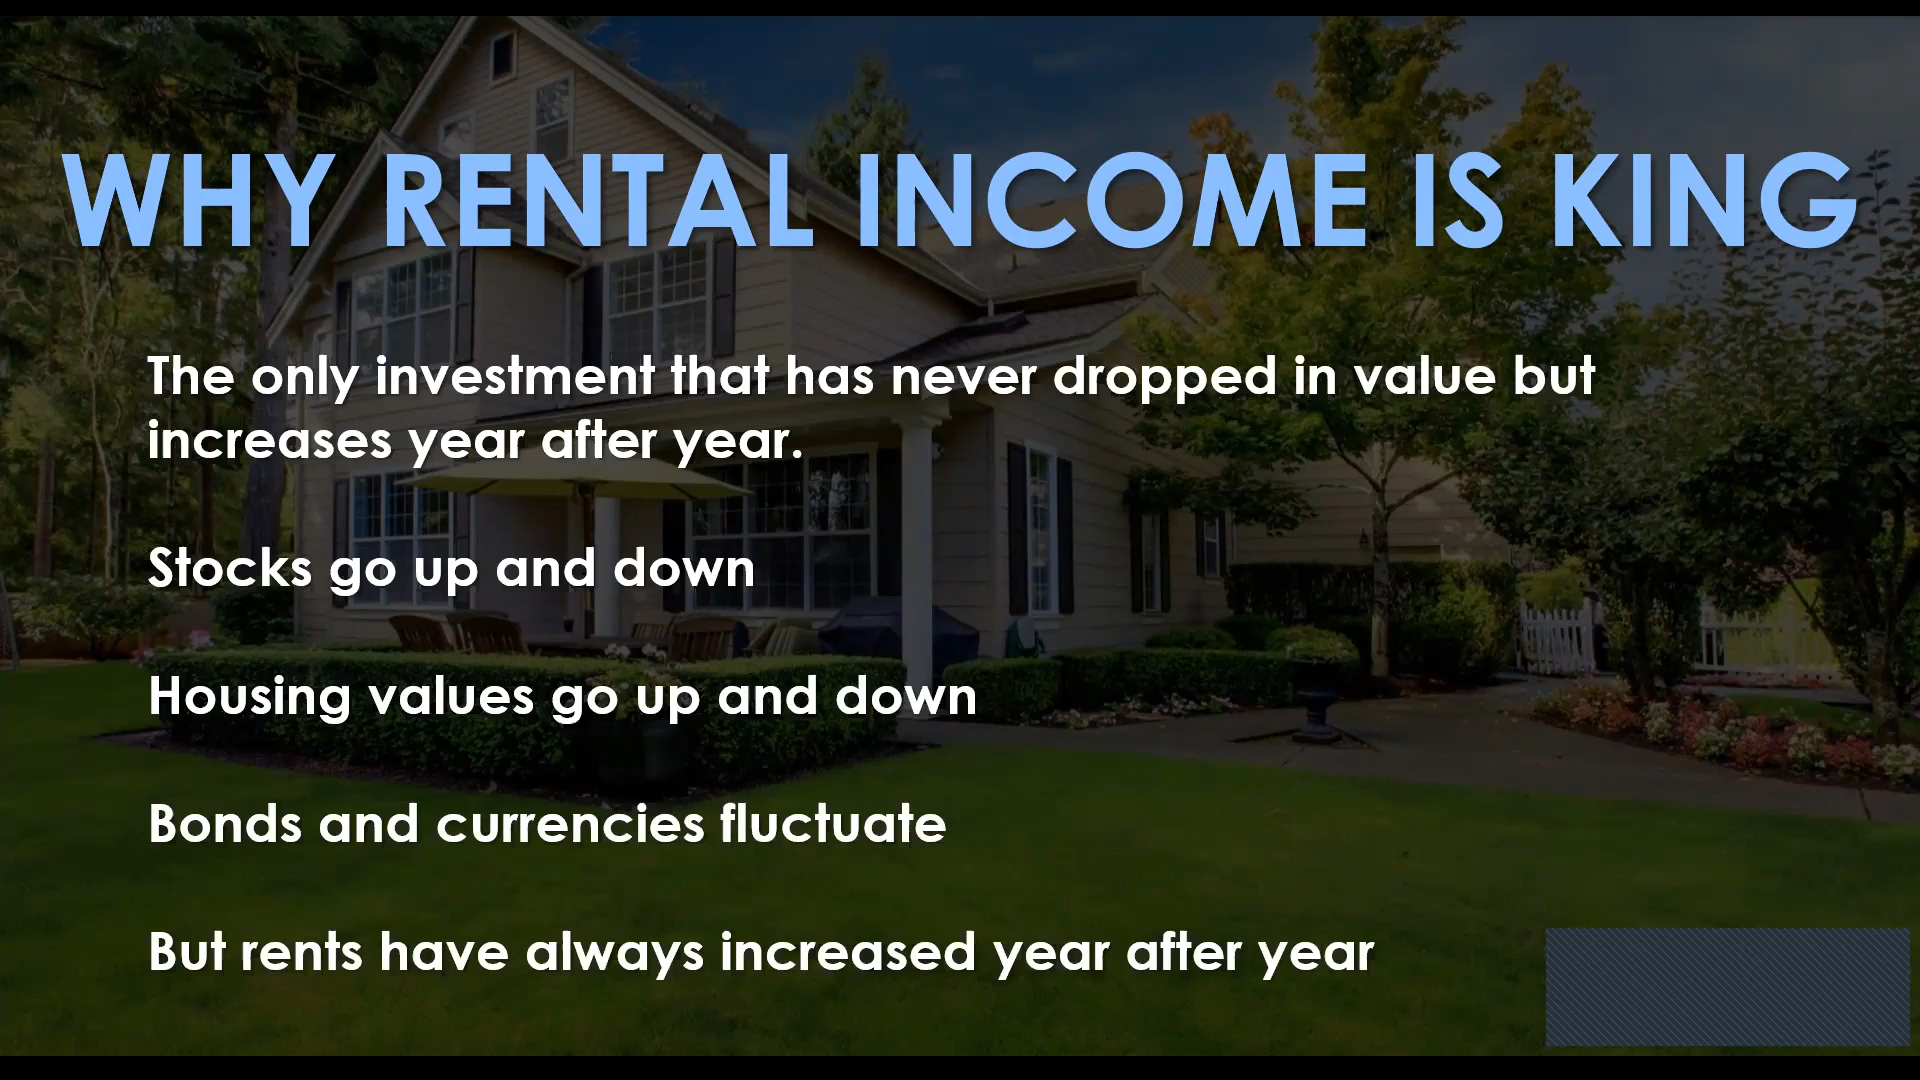 WHY RENTAL INCOME IS KING
The only investment that has never dropped in value but
increases year after year.
Stocks go up and down
Housing values go up and down
Bonds and currencies fluctuate
But rents have always increased year after year